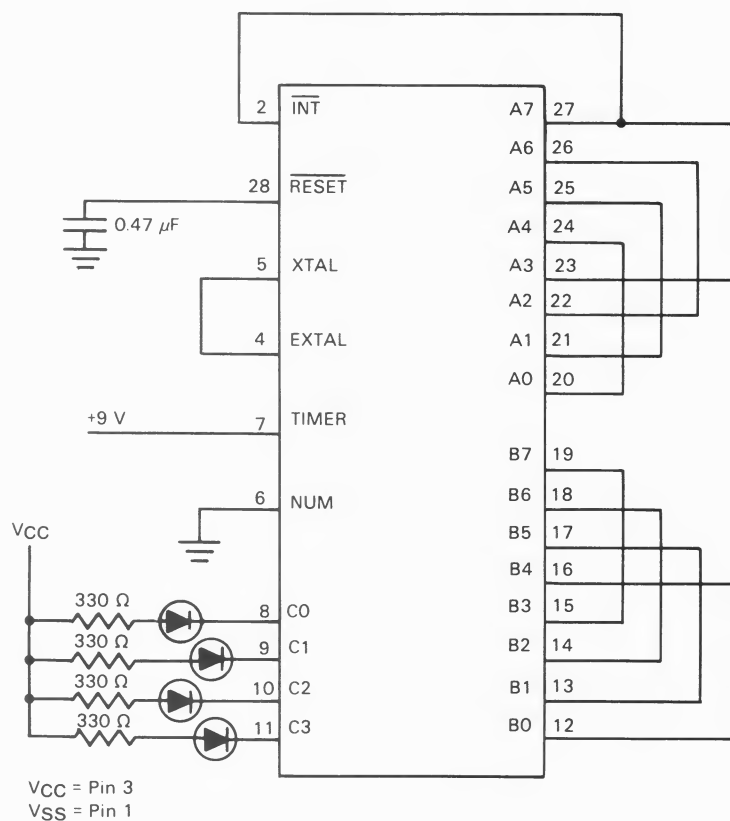 2 INT A7 27
A6 26
28 RESET A5 25
0.47 μF
A4 24
5 XTAL A3 23
A2 22
4 EXTAL A1 21
A0 20
+9 V
7 TIMER
B7 19
6 NUM B6 18
VCC
B5 17
B4 16
330 Ω
8 C0 B3 15
330 Ω
9 C1 B2 14
330 Ω
10 C2 B1 13
330 Ω
11 C3 B0 12
VCC = Pin 3
VSS = Pin 1